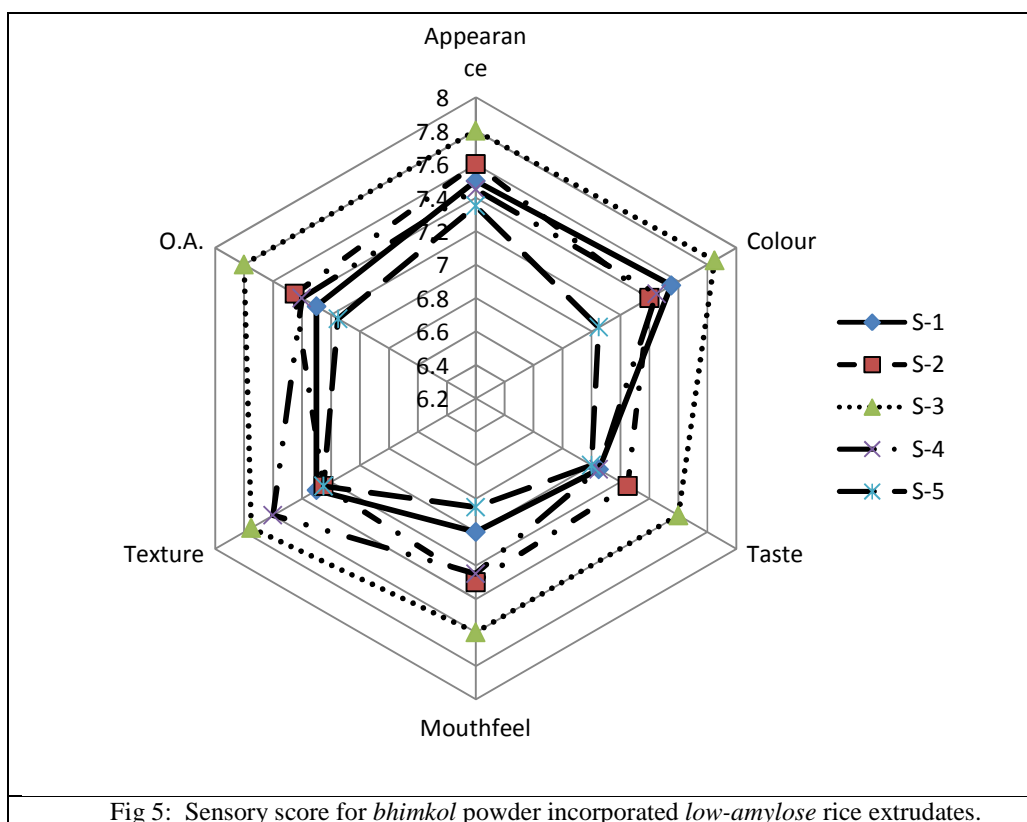 Appearan
ce
8
7.8
7.6
7.4
7.2
7
6.8
6.6
6.4
6.2
O.A.
Colour
Texture
Taste
Mouthfeel
S-1
S-2
S-3
S-4
S-5
Fig 5: Sensory score for bhimkol powder incorporated low-amylose rice extrudates.